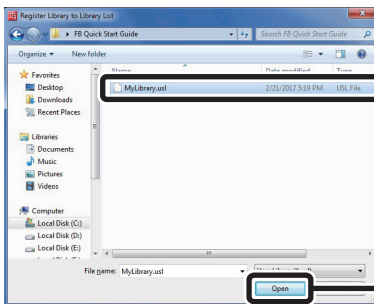 Register Library to Library List
FB Quick Start Guide
Search FB Quick Start Guide
Organize
New folder
Name
Date modified
Type
MyLibrary.usl
2/21/2017 5:19 PM
USL File
Favorites
Desktop
Downloads
Recent Places
Libraries
Documents
Music
Pictures
Videos
Computer
Local Disk (C:)
Local Disk (D:)
Local Disk (E:)
File name:
MyLibrary.usl
Open